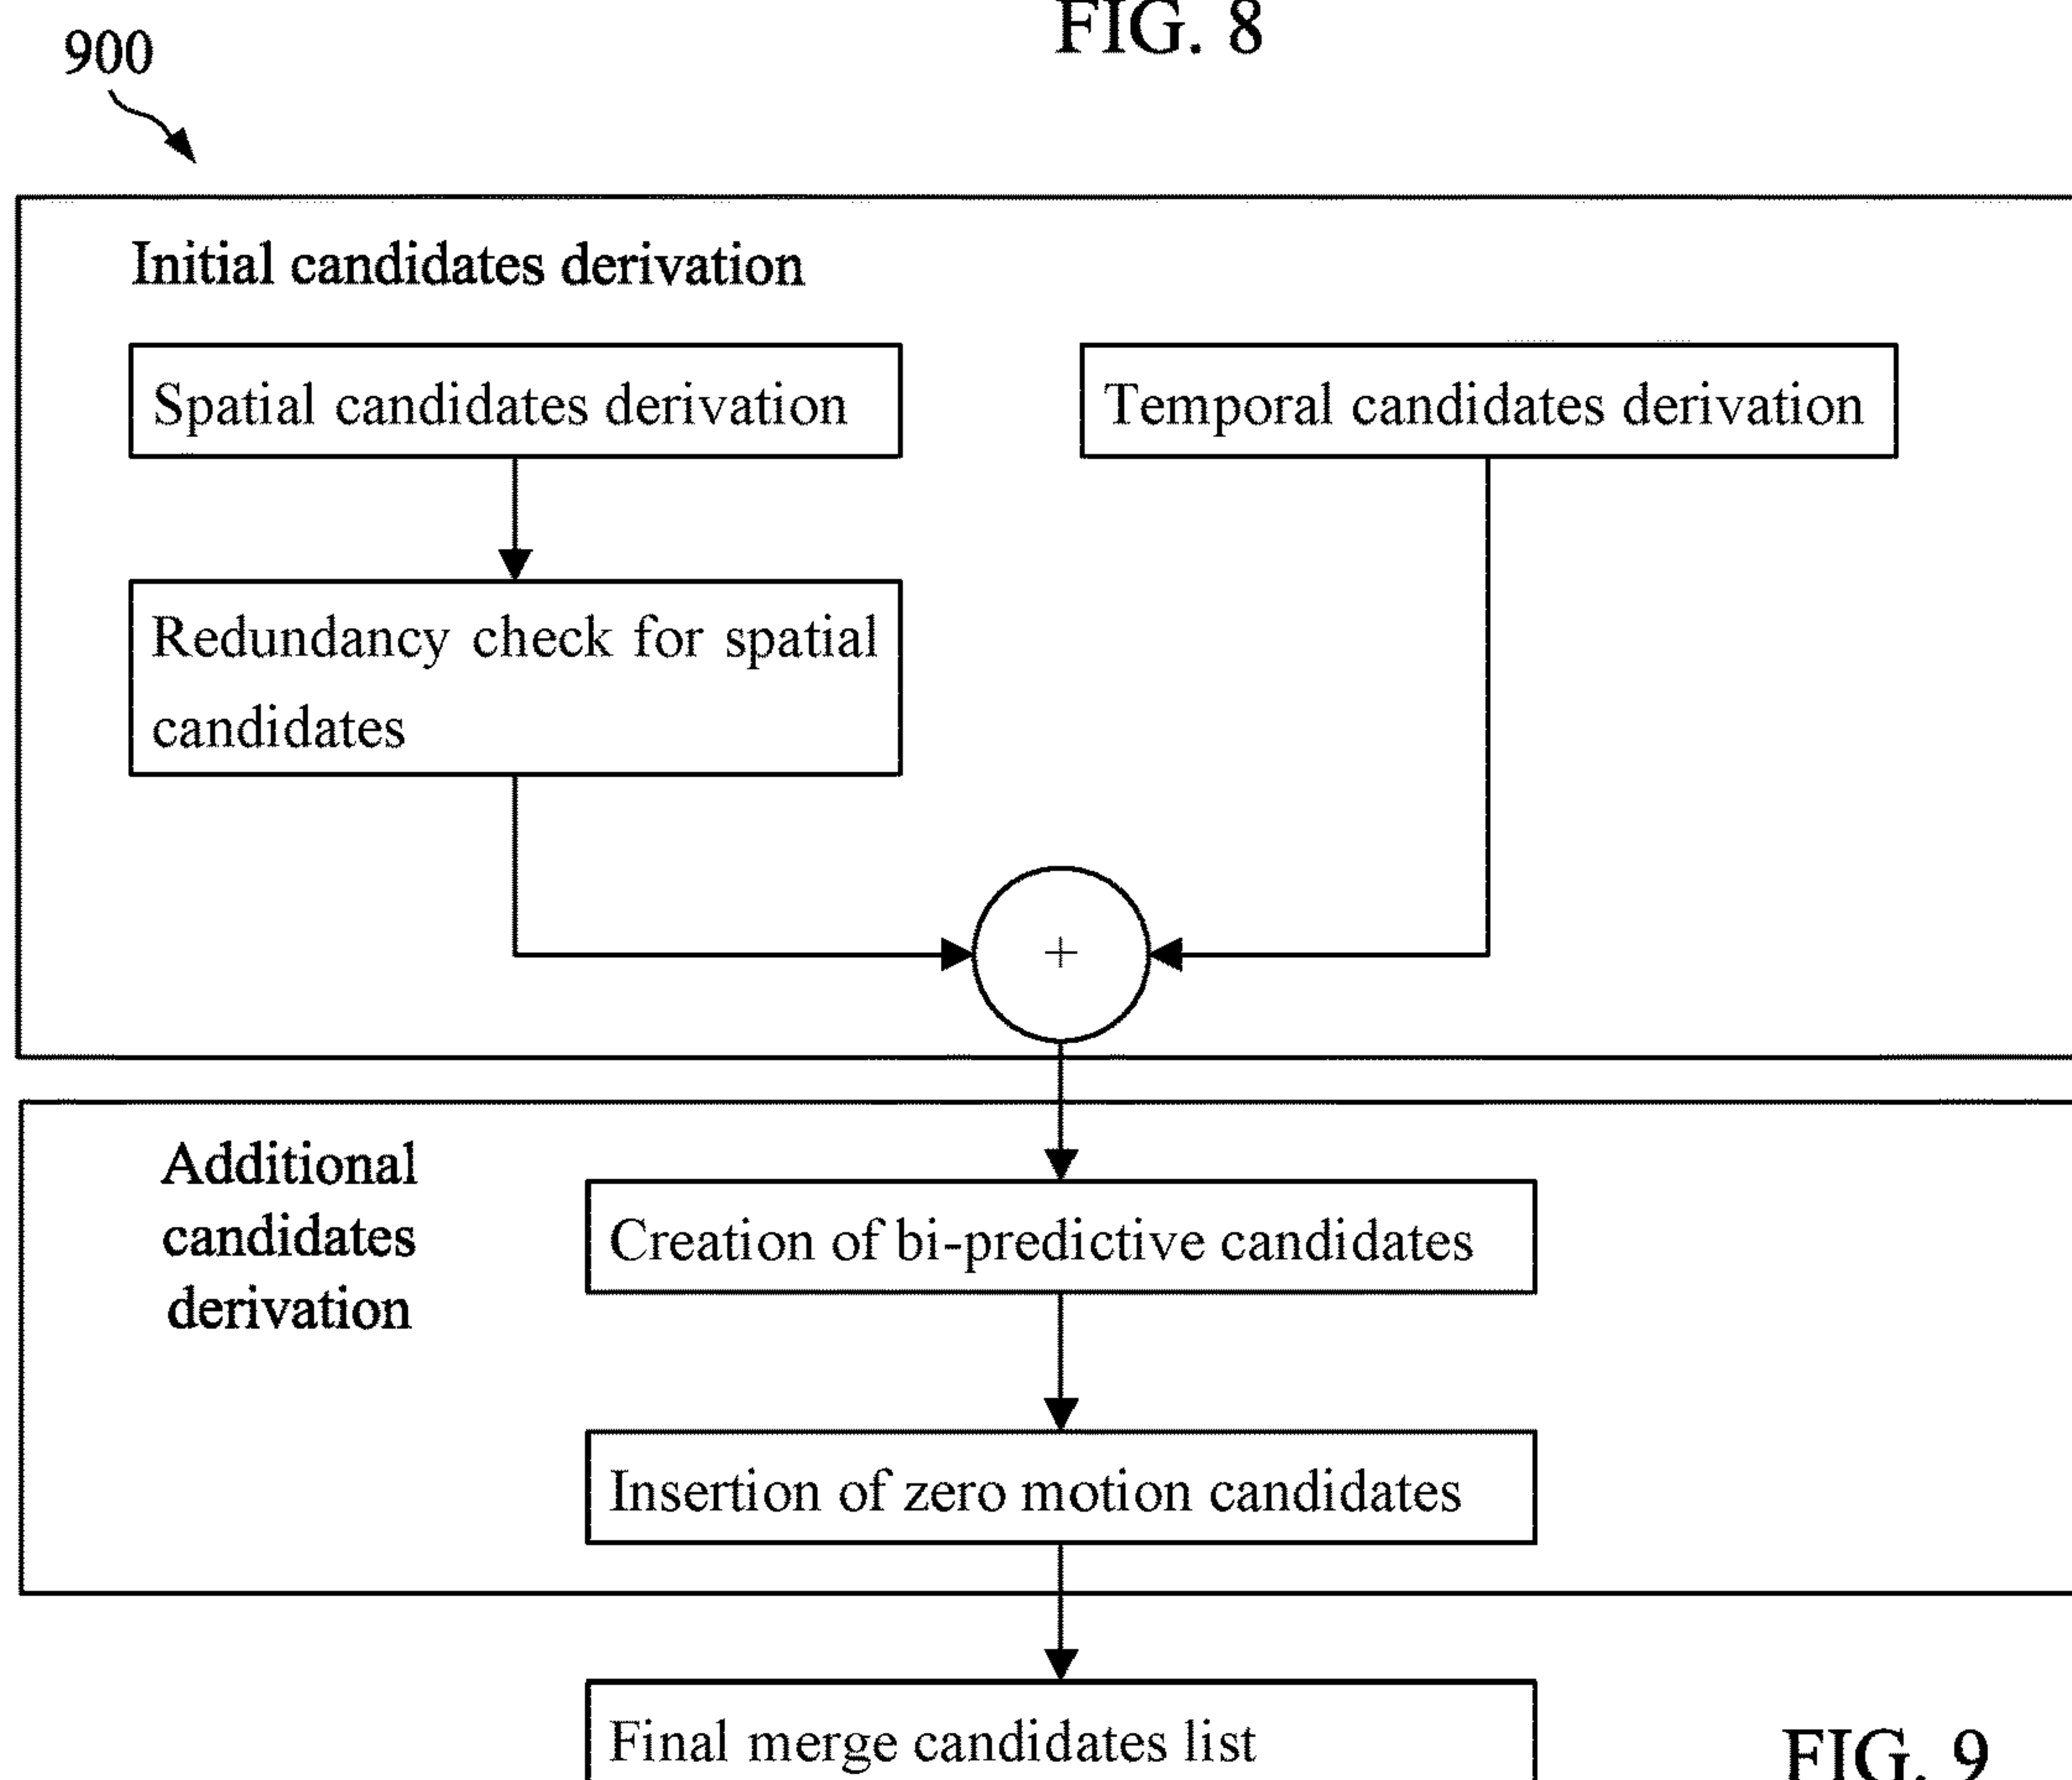 FIG. 8
900
Initial candidates derivation
Spatial candidates derivation
Temporal candidates derivation
Redundancy check for spatial
candidates
+
Additional
candidates
derivation
Creation of bi-predictive candidates
Insertion of zero motion candidates
Final merge candidates list
FIG. 9